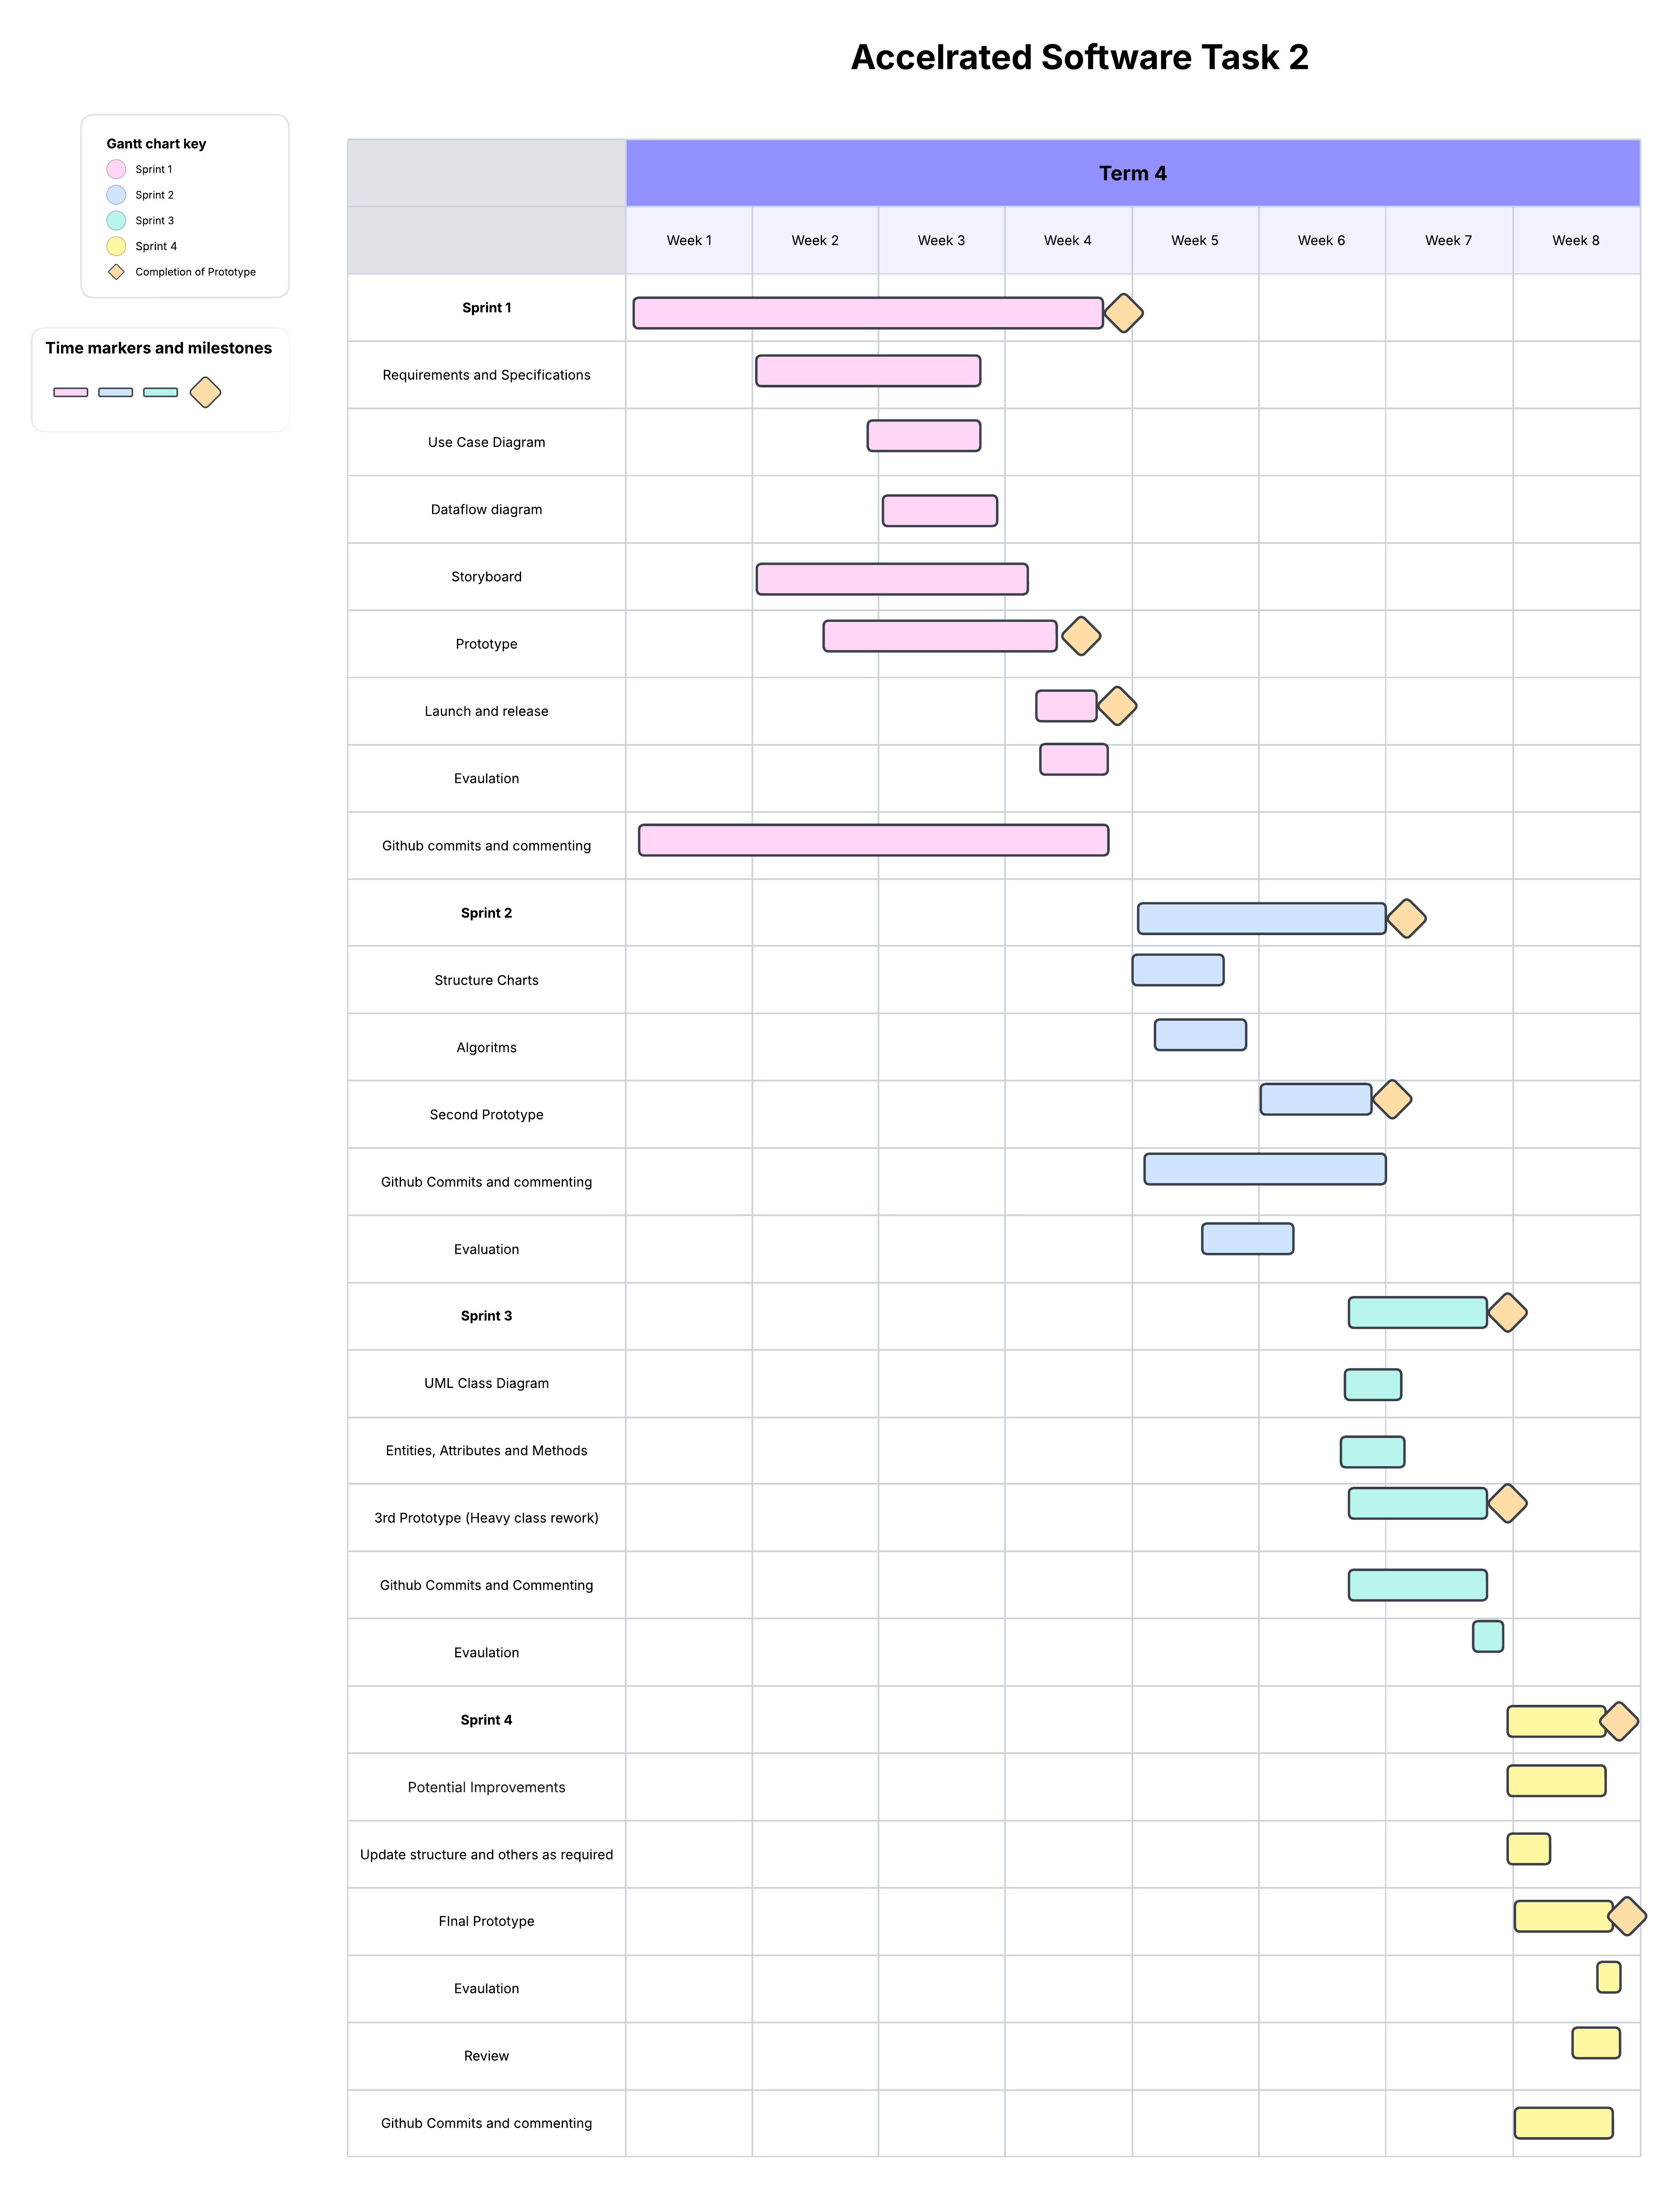 Accelrated Software Task 2
Gantt chart key
Sprint 1
Sprint 2
Sprint 3
Sprint 4
Completion of Prototype
Time markers and milestones
Term 4
Week 1
Week 2
Week 3
Week 4
Week 5
Week 6
Week 7
Week 8
Sprint 1
Requirements and Specifications
Use Case Diagram
Dataflow diagram
Storyboard
Prototype
Launch and release
Evaulation
Github commits and commenting
Sprint 2
Structure Charts
Algoritms
Second Prototype
Github Commits and commenting
Evaluation
Sprint 3
UML Class Diagram
Entities, Attributes and Methods
3rd Prototype (Heavy class rework)
Github Commits and Commenting
Evaulation
Sprint 4
Potential Improvements
Update structure and others as required
FInal Prototype
Evaulation
Review
Github Commits and commenting